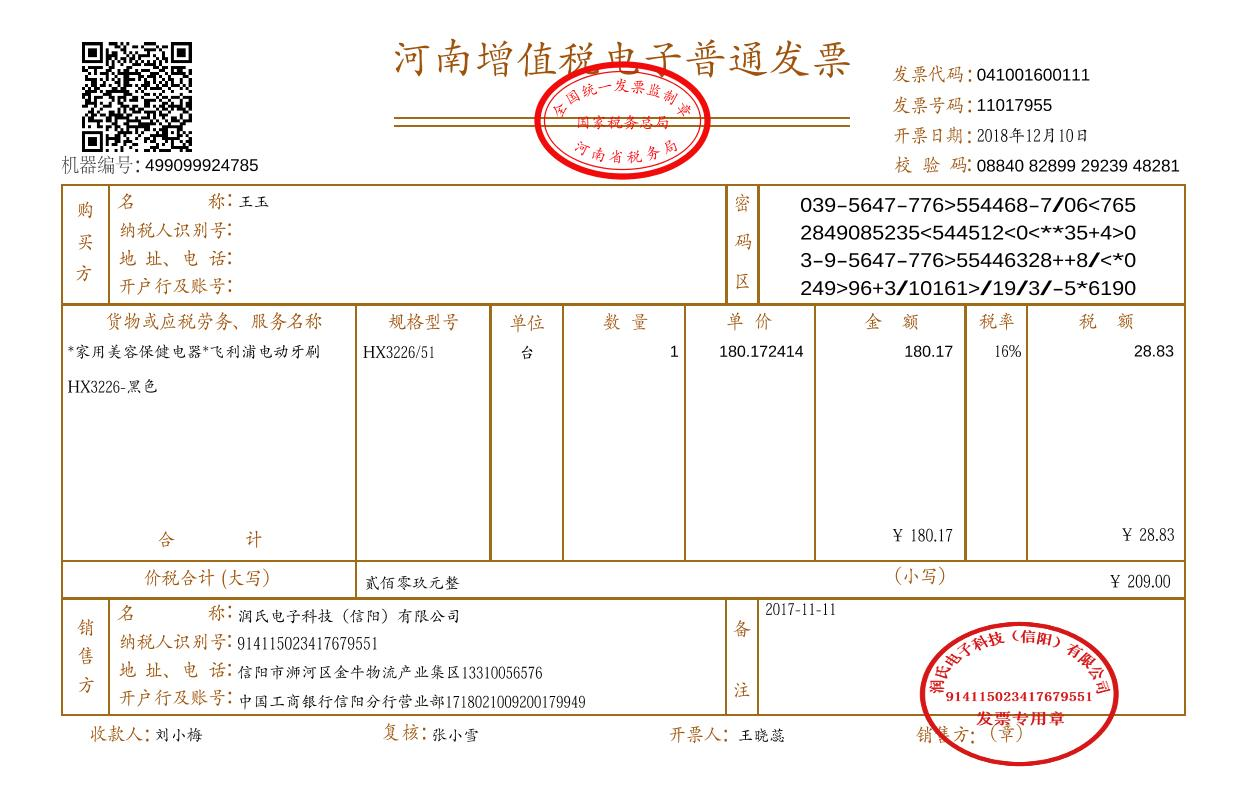 河南增值税电子普通发票
全国统一发票监制章
国家税务总局
河南省税务局
发票代码：041001600111
发票号码：11017955
开票日期：2018年12月10日
机器编号：499099924785
校 验 码：08840 82899 29239 48281
购买方
名 称：王玉
纳税人识别号：
地 址、电 话：
开户行及账号：
密码区
039-5647-776>554468-7/06<765
2849085235<544512<0<**35+4>0
3-9-5647-776>55446328++8/<*0
249>96+3/10161>/19/3/-5*6190
货物或应税劳务、服务名称 规格型号 单位 数 量 单 价 金 额 税率 税 额
*家用美容保健电器*飞利浦电动牙刷 HX3226/51 台 1 180.172414 180.17 16% 28.83
HX3226-黑色
合 计 ￥ 180.17 ￥ 28.83
价税合计 (大写) 贰佰零玖元整 (小写) ￥ 209.00
销售方
名 称：润氏电子科技（信阳）有限公司
纳税人识别号：914115023417679551
地 址、电 话：信阳市浉河区金牛物流产业集区13310056576
开户行及账号：中国工商银行信阳分行营业部1718021009200179949
备注
2017-11-11
润氏电子科技（信阳）有限公司
914115023417679551
发票专用章
收款人：刘小梅 复核：张小雪 开票人：王晓蕊 销售方：（章）